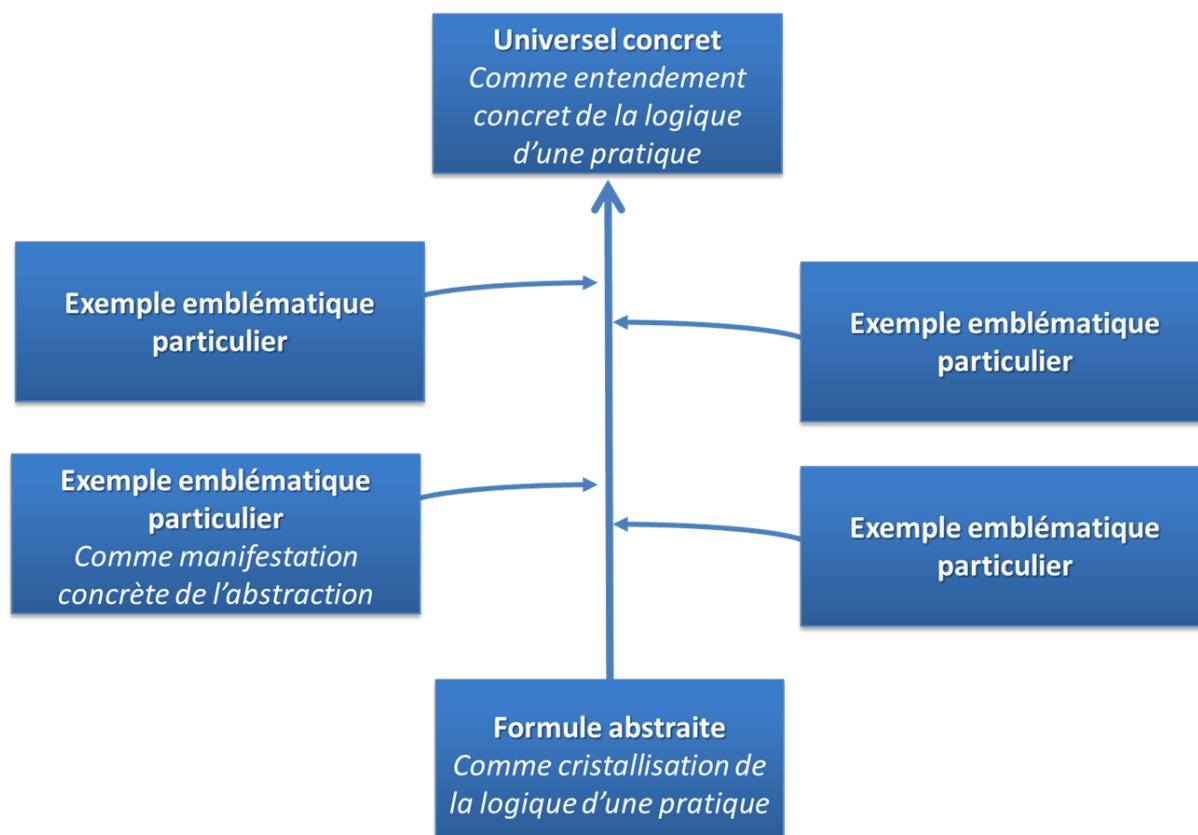 Universel concret
Comme entendement
concret de la logique
d’une pratique
Exemple emblématique
particulier
Exemple emblématique
particulier
Exemple emblématique
particulier
Comme manifestation
concrète de l’abstraction
Exemple emblématique
particulier
Formule abstraite
Comme cristallisation de
la logique d’une pratique